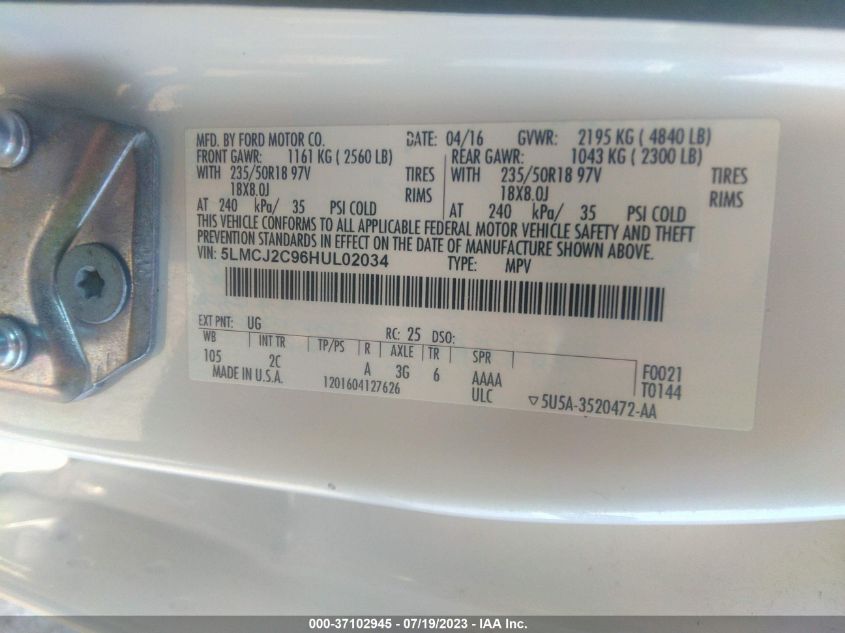 MFD. BY FORD MOTOR CO. DATE: 04/16 GVWR: 2195 KG ( 4840 LB)
FRONT GAWR: 1161 KG ( 2560 LB) REAR GAWR: 1043 KG ( 2300 LB)
WITH 235/50R18 97V TIRES WITH 235/50R18 97V TIRES
18X8.0J RIMS 18X8.0J RIMS
AT 240 kPa/ 35 PSI COLD AT 240 kPa/ 35 PSI COLD
THIS VEHICLE CONFORMS TO ALL APPLICABLE FEDERAL MOTOR VEHICLE SAFETY AND THEFT
PREVENTION STANDARDS IN EFFECT ON THE DATE OF MANUFACTURE SHOWN ABOVE.
VIN: 5LMCJ2C96HUL02034 TYPE: MPV
EXT PNT: UG RC: 25 DSO:
WB INT TR TP/PS R AXLE TR SPR
105 2C A 3G 6 AAAA F0021
MADE IN U.S.A. 1201604127626 ULC T0144
▽5U5A-3520472-AA
000-37102945 - 07/19/2023 - IAA Inc.